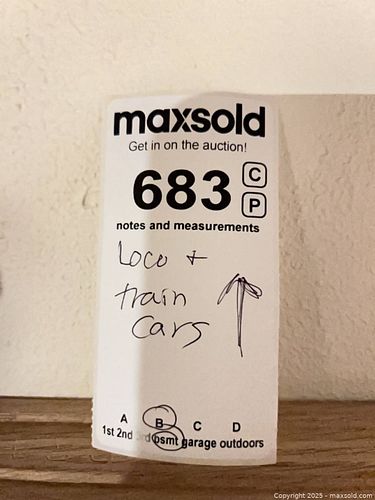 maxsold
Get in on the auction!
683 C
P
notes and measurements
Loco +
train
Cars
A B C D
1st 2nd 3rd bsmt garage outdoors
Copyright 2025 - maxsold.com